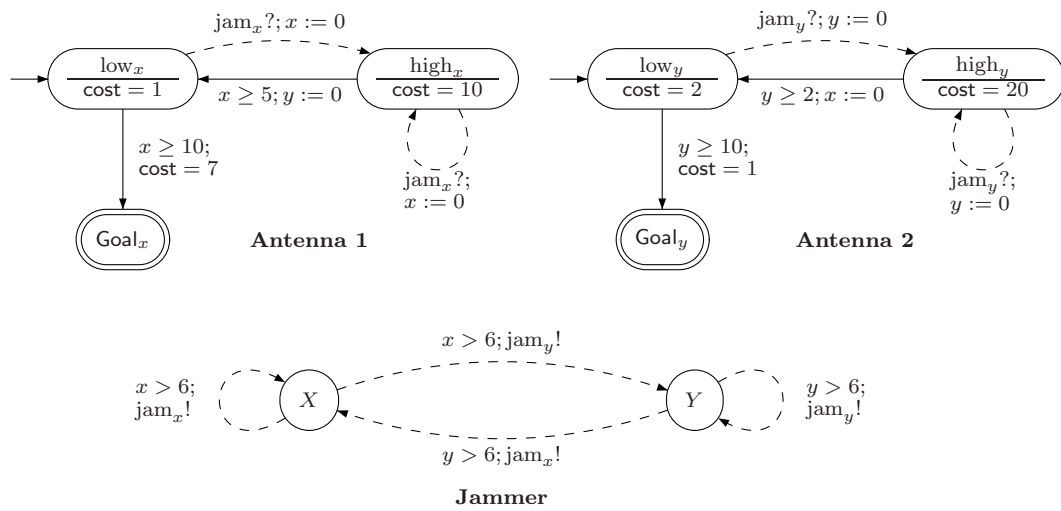 jam_x?; x := 0
low_x
cost = 1
high_x
cost = 10
x ≥ 5; y := 0
x ≥ 10;
cost = 7
jam_x?;
x := 0
Goal_x
Antenna 1
jam_y?; y := 0
low_y
cost = 2
high_y
cost = 20
y ≥ 2; x := 0
y ≥ 10;
cost = 1
jam_y?;
y := 0
Goal_y
Antenna 2
x > 6; jam_y!
x > 6;
jam_x!
X
Y
y > 6;
jam_y!
y > 6; jam_x!
Jammer